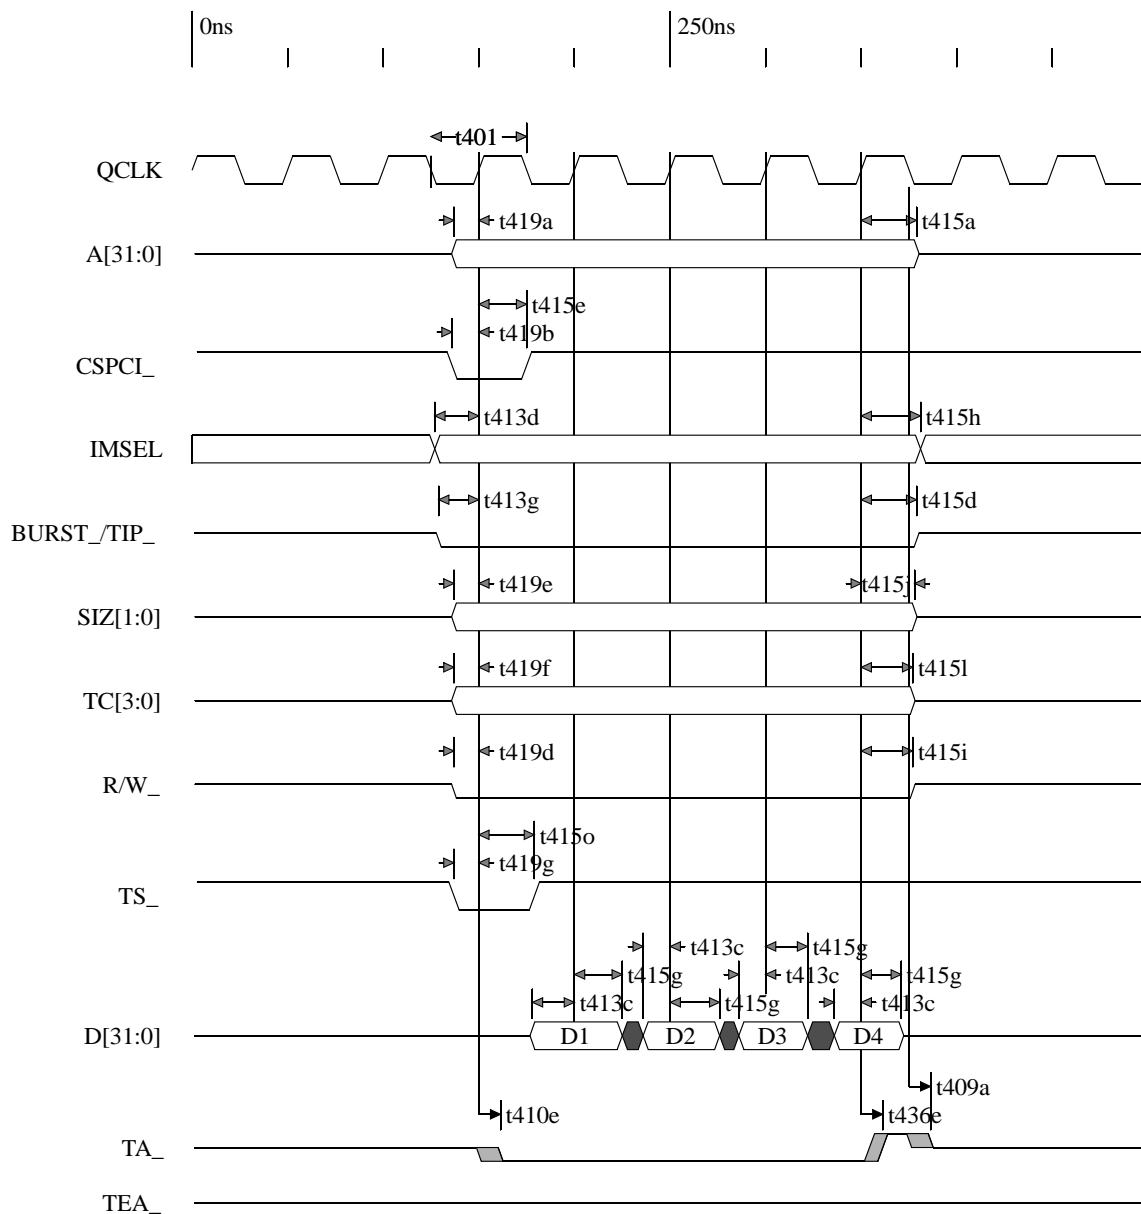 0ns 250ns
t401
QCLK
t419a t415a
A[31:0]
t415e
t419b
CSPCI_
t413d t415h
IMSEL
t413g t415d
BURST_/TIP_
t419e t415j
SIZ[1:0]
t419f t415l
TC[3:0]
t419d t415i
R/W_
t415o
t419g
TS_
t413c t415g
t415g t413c t415g
t413c t415g t413c
D[31:0] D1 D2 D3 D4
t409a
t410e t436e
TA_
TEA_